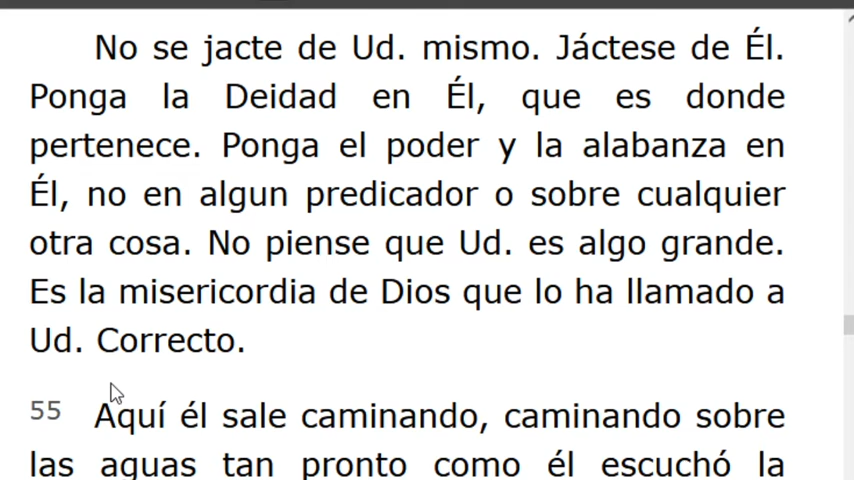 No se jacte de Ud. mismo. Jáctese de Él.
Ponga la Deidad en Él, que es donde
pertenece. Ponga el poder y la alabanza en
Él, no en algun predicador o sobre cualquier
otra cosa. No piense que Ud. es algo grande.
Es la misericordia de Dios que lo ha llamado a
Ud. Correcto.
55 Aquí él sale caminando, caminando sobre
las aguas tan pronto como él escuchó la